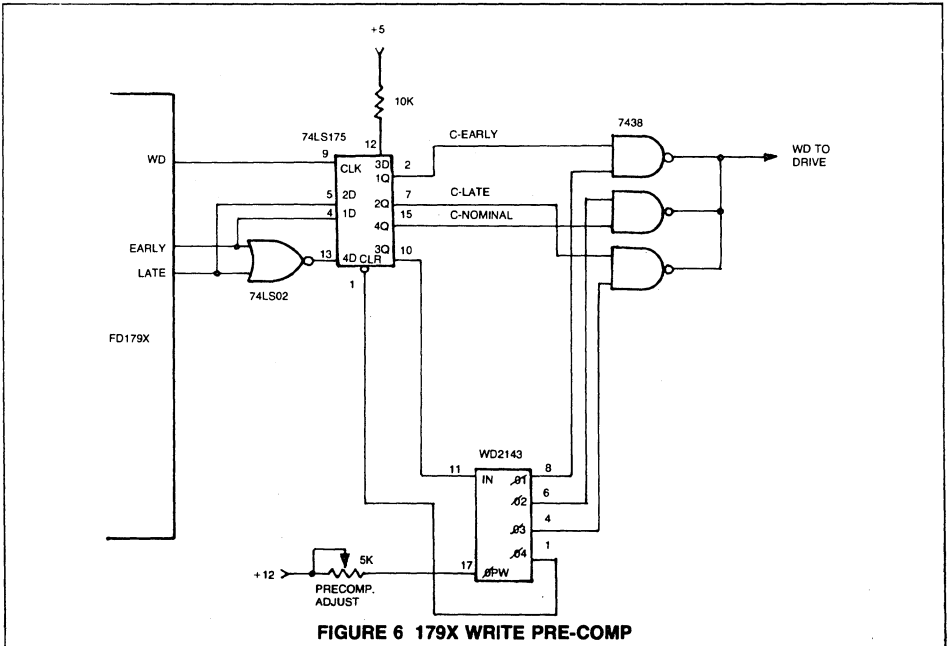 +5
10K
74LS175
7438
12
C-EARLY
WD
9
CLK
3D
2
1Q
WD TO
DRIVE
5
2D
7
C-LATE
2Q
4
1D
15
C-NOMINAL
4Q
EARLY
3Q
10
13
4D CLR
LATE
1
74LS02
FD179X
WD2143
11
IN
Ø1
8
Ø2
6
Ø3
4
Ø4
1
+12
5K
17
ØPW
PRECOMP.
ADJUST
FIGURE 6 179X WRITE PRE-COMP